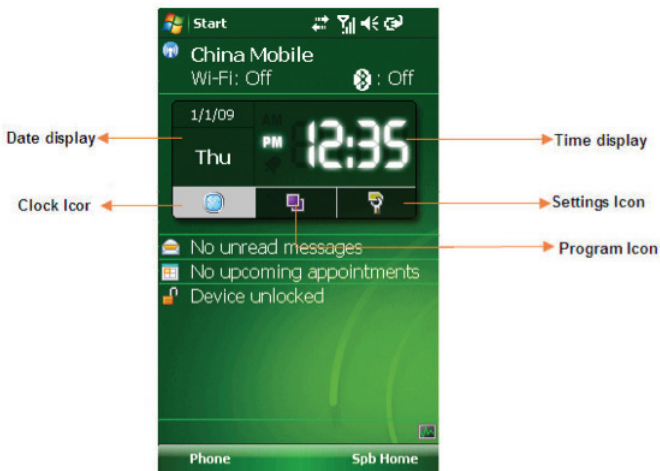 Start
China Mobile
Wi-Fi: Off : Off
1/1/09 AM
Date display PM 12:35 Time display
Thu
Clock Icor Settings Icon
Program Icon
No unread messages
No upcoming appointments
Device unlocked
Phone Spb Home